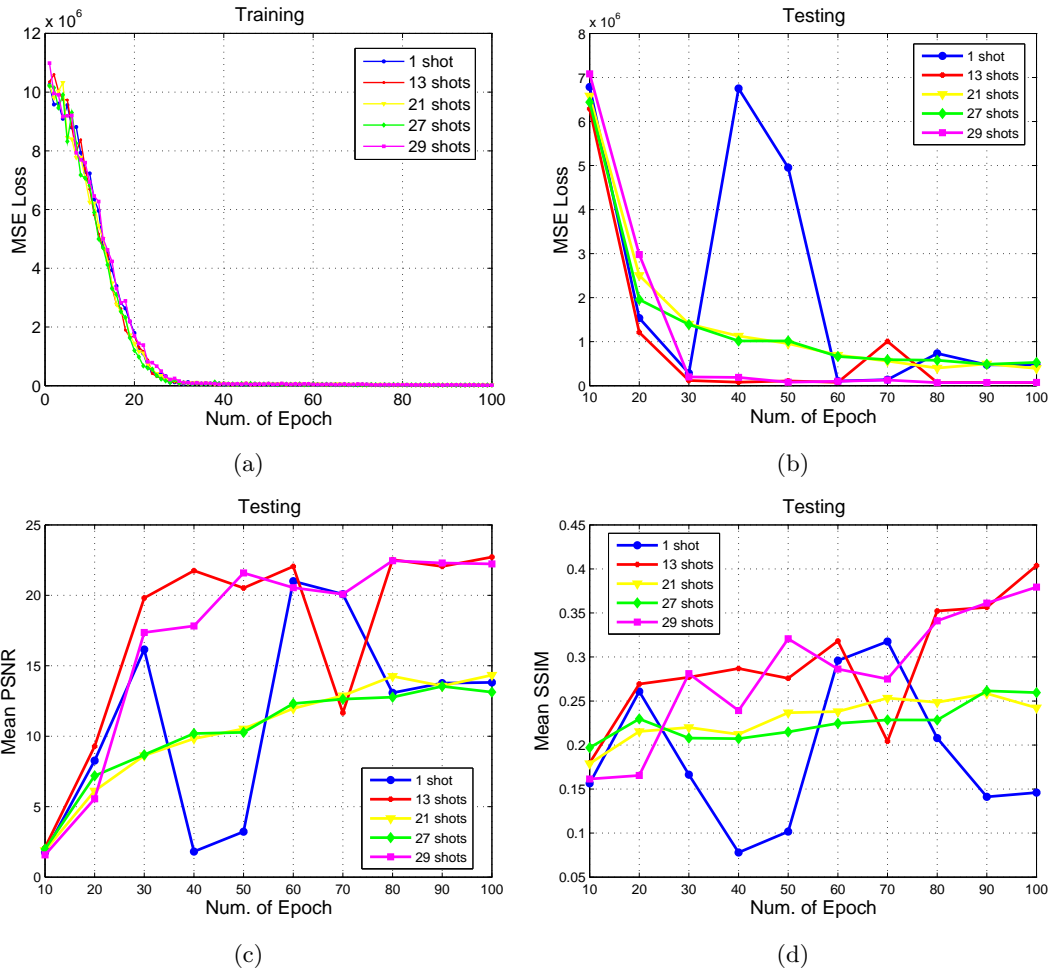 Training
x 10^6
12
10
8
6
4
2
0
MSE Loss
1 shot
13 shots
21 shots
27 shots
29 shots
0 20 40 60 80 100
Num. of Epoch
(a)
Testing
x 10^6
8
7
6
5
4
3
2
1
0
MSE Loss
1 shot
13 shots
21 shots
27 shots
29 shots
10 20 30 40 50 60 70 80 90 100
Num. of Epoch
(b)
Testing
25
20
15
10
5
0
Mean PSNR
1 shot
13 shots
21 shots
27 shots
29 shots
10 20 30 40 50 60 70 80 90 100
Num. of Epoch
(c)
Testing
0.45
0.4
0.35
0.3
0.25
0.2
0.15
0.1
0.05
Mean SSIM
1 shot
13 shots
21 shots
27 shots
29 shots
10 20 30 40 50 60 70 80 90 100
Num. of Epoch
(d)